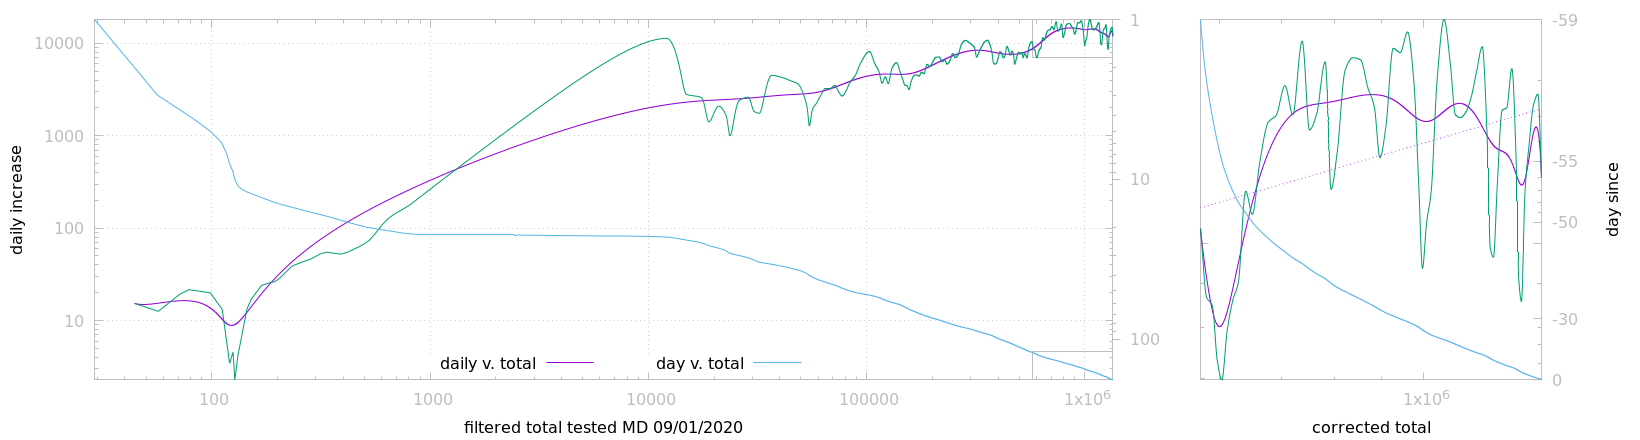 10000
1000
100
10
daily increase
daily v. total
day v. total
100
1000
10000
100000
1x10^6
filtered total tested MD 09/01/2020
1
10
100
1x10^6
corrected total
-59
-55
-50
-30
0
day since